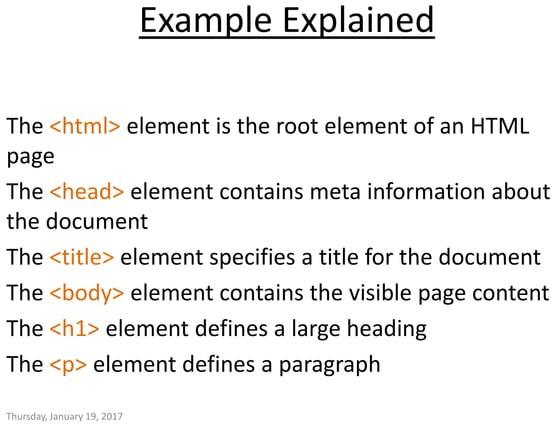 Example Explained
The <html> element is the root element of an HTML
page
The <head> element contains meta information about
the document
The <title> element specifies a title for the document
The <body> element contains the visible page content
The <h1> element defines a large heading
The <p> element defines a paragraph
Thursday, January 19, 2017